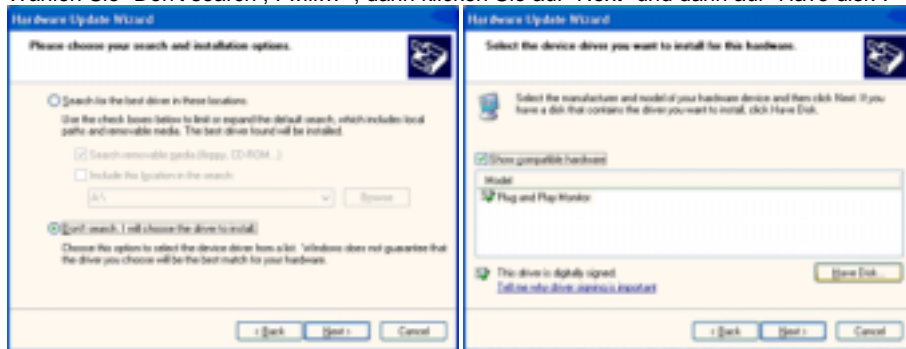 Wählen Sie "Don't search, I will...", dann klicken Sie auf "Next" und dann auf "Have disk".
Hardware Update Wizard
Please choose your search and installation options.
Search for the best driver in these locations.
Use the check boxes below to limit or expand the default search, which includes local
paths and removable media. The best driver found will be installed.
Search removable media (floppy, CD-ROM...)
Include this location in the search:
A:\
Browse
Don't search. I will choose the driver to install.
Choose this option to select the device driver from a list. Windows does not guarantee that
the driver you choose will be the best match for your hardware.
< Back
Next >
Cancel
Hardware Update Wizard
Select the device driver you want to install for this hardware.
Select the manufacturer and model of your hardware device and then click Next. If you
have a disk that contains the driver you want to install, click Have Disk.
Show compatible hardware
Model
Plug and Play Monitor
This driver is digitally signed.
Tell me why driver signing is important
Have Disk...
< Back
Next >
Cancel